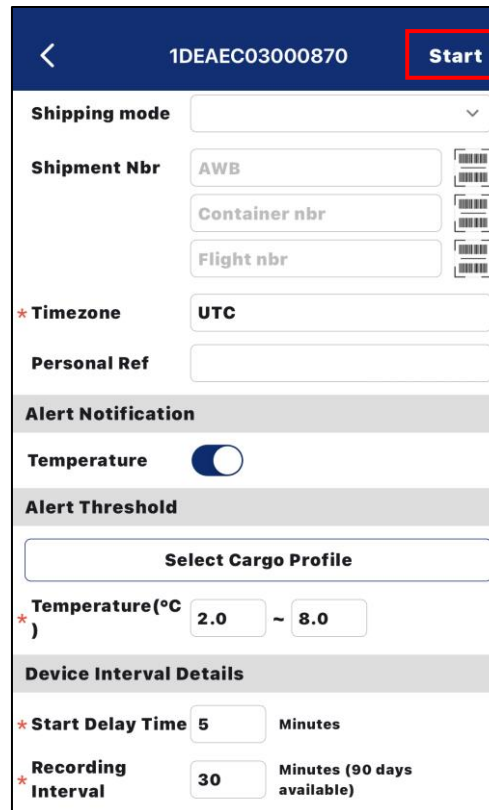 1DEAEC03000870 Start
Shipping mode
Shipment Nbr AWB
Container nbr
Flight nbr
* Timezone UTC
Personal Ref
Alert Notification
Temperature
Alert Threshold
Select Cargo Profile
* Temperature(°C
) 2.0 ~ 8.0
Device Interval Details
* Start Delay Time 5 Minutes
* Recording
Interval 30 Minutes (90 days
available)